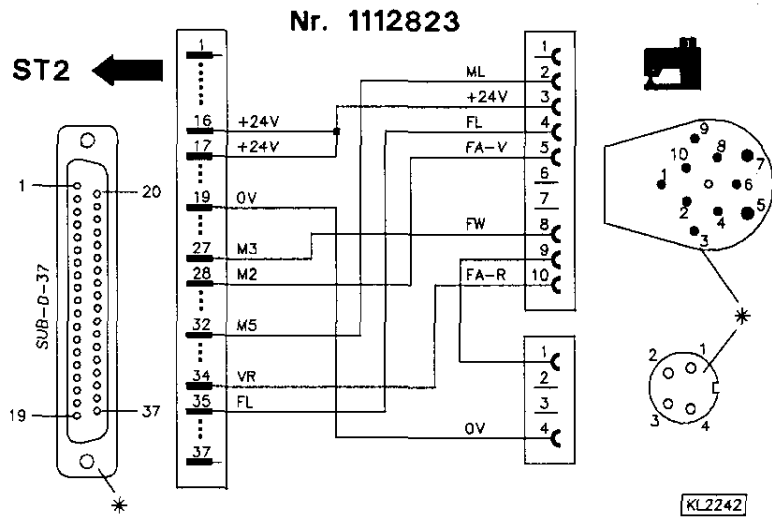 Nr. 1112823
ST2
1
16 +24V
17 +24V
19 0V
27 M3
28 M2
32 M5
34 VR
35 FL
37
1
20
SUB-D-37
19
37
*
1
ML 2
+24V 3
FL 4
FA-V 5
6
7
FW 8
9
FA-R 10
1
2
3
0V 4
9
10 8 7
1 6
2 4 5
3
*
2 1
3 4
KL2242